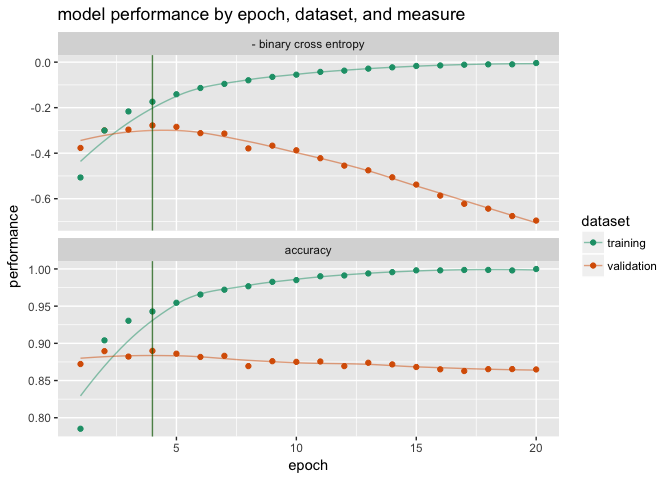 model performance by epoch, dataset, and measure
- binary cross entropy
0.0
-0.2
-0.4
-0.6
performance
accuracy
1.00
0.95
0.90
0.85
0.80
5
10
15
20
epoch
dataset
training
validation